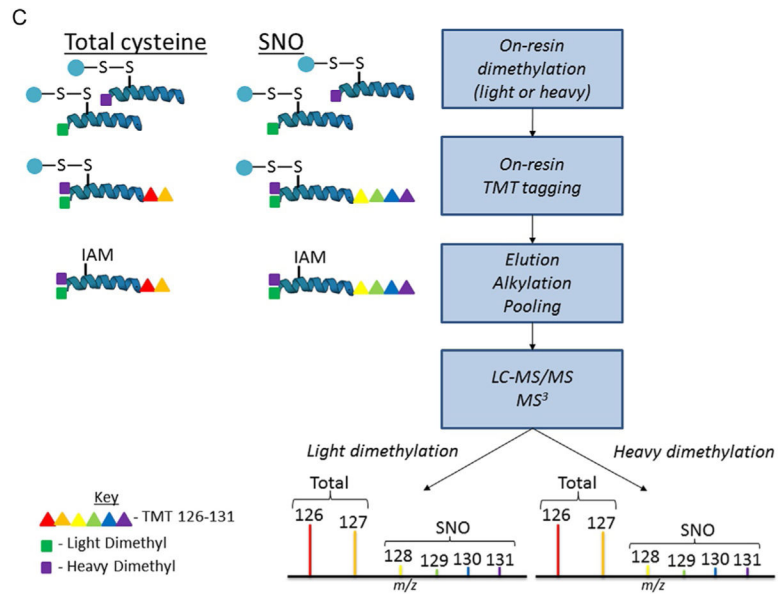 C
Total cysteine
SNO
S S
S S
S S
S S
S S
S S
IAM
IAM
On-resin
dimethylation
(light or heavy)
On-resin
TMT tagging
Elution
Alkylation
Pooling
LC-MS/MS
MS³
Light dimethylation
Heavy dimethylation
Key
- TMT 126-131
- Light Dimethyl
- Heavy Dimethyl
Total
126
127
SNO
128
129
130
131
m/z
Total
126
127
SNO
128
129
130
131
m/z